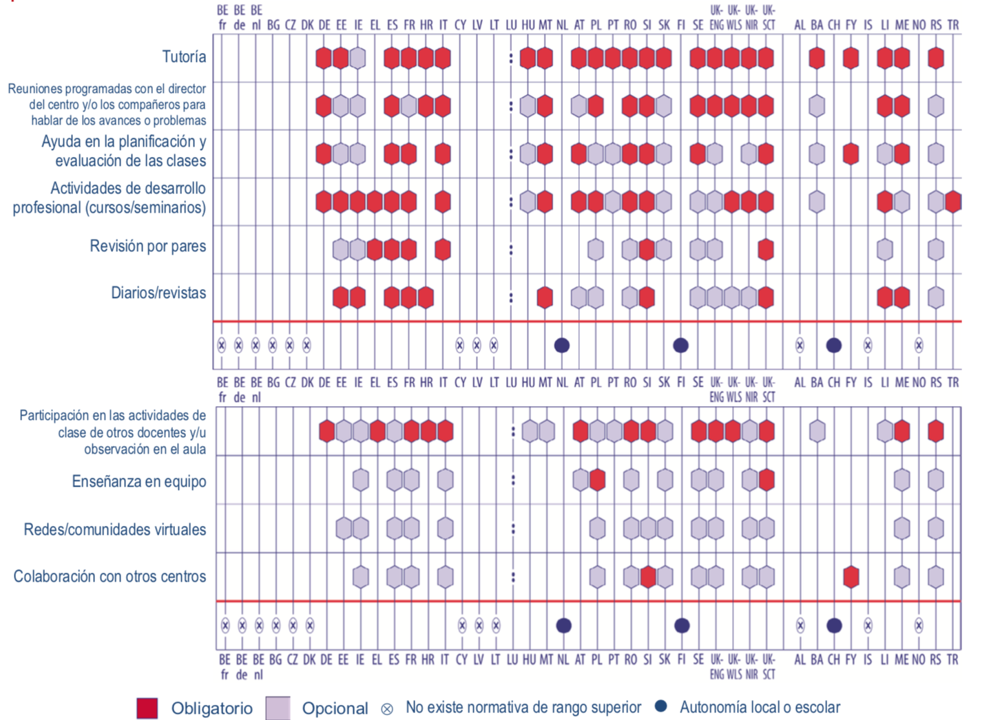 BE BE BE UK- UK- UK- UK-
fr de nl BG CZ DK DE EE IE EL ES FR HR IT CY LV LT LU HU MT NL AT PL PT RO SI SK FI SE ENG WLS NIR SCT AL BA CH FY IS LI ME NO RS TR
Tutoría
Reuniones programadas con el director
del centro y/o los compañeros para
hablar de los avances o problemas
Ayuda en la planificación y
evaluación de las clases
Actividades de desarrollo
profesional (cursos/seminarios)
Revisión por pares
Diarios/revistas
BE BE BE BG CZ DK DE EE IE EL ES FR HR IT CY LV LT LU HU MT NL AT PL PT RO SI SK FI SE UK- UK- UK- UK- AL BA CH FY IS LI ME NO RS TR
fr de nl ENG WLS NIR SCT
Participación en las actividades de
clase de otros docentes y/u
observación en el aula
Enseñanza en equipo
Redes/comunidades virtuales
Colaboración con otros centros
BE BE BE BG CZ DK DE EE IE EL ES FR HR IT CY LV LT LU HU MT NL AT PL PT RO SI SK FI SE UK- UK- UK- UK- AL BA CH FY IS LI ME NO RS TR
fr de nl ENG WLS NIR SCT
Obligatorio Opcional No existe normativa de rango superior Autonomía local o escolar